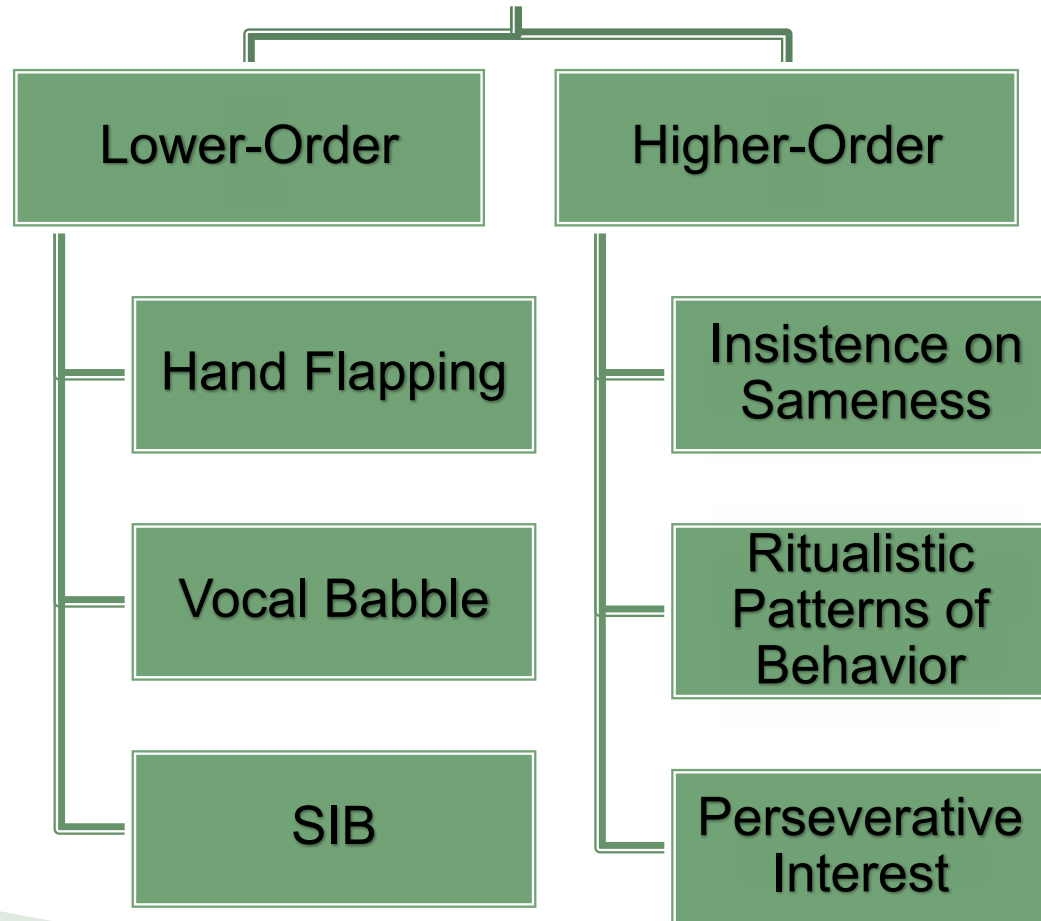 Lower-Order
Hand Flapping
Vocal Babble
SIB
Higher-Order
Insistence on
Sameness
Ritualistic
Patterns of
Behavior
Perseverative
Interest